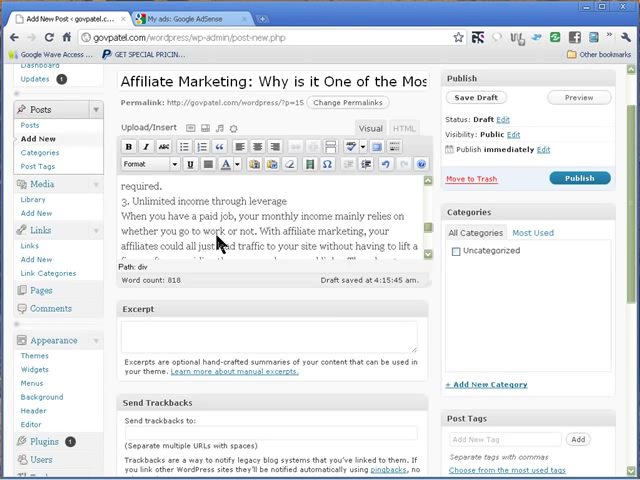 Add New Post ‹ govpatel.co...
My ads: Google AdSense
govpatel.com/wordpress/wp-admin/post-new.php
Google Wave Access ...
GET SPECIAL PRICIN...
Other bookmarks
Dashboard
Updates 1
Posts
Posts
Add New
Categories
Post Tags
Media
Library
Add New
Links
Links
Add New
Link Categories
Pages
Comments
Appearance
Themes
Widgets
Menus
Background
Header
Editor
Plugins 1
Users
Affiliate Marketing: Why is it One of the Mos
Permalink: http://govpatel.com/wordpress/?p=15 Change Permalinks
Upload/Insert
Visual
HTML
B I ABC
Format
U A
required.
3. Unlimited income through leverage
When you have a paid job, your monthly income mainly relies on
whether you go to work or not. With affiliate marketing, your
affiliates could all just traffic to your site without having to lift a
Path: div
Word count: 818 Draft saved at 4:15:45 am.
Excerpt
Excerpts are optional hand-crafted summaries of your content that can be used in
your theme. Learn more about manual excerpts.
Send Trackbacks
Send trackbacks to:
(Separate multiple URLs with spaces)
Trackbacks are a way to notify legacy blog systems that you've linked to them. If
you link other WordPress sites they'll be notified automatically using pingbacks, no
Publish
Save Draft
Preview
Status: Draft Edit
Visibility: Public Edit
Publish immediately Edit
Move to Trash
Publish
Categories
All Categories
Most Used
Uncategorized
+ Add New Category
Post Tags
Add New Tag
Add
Separate tags with commas
Choose from the most used tags